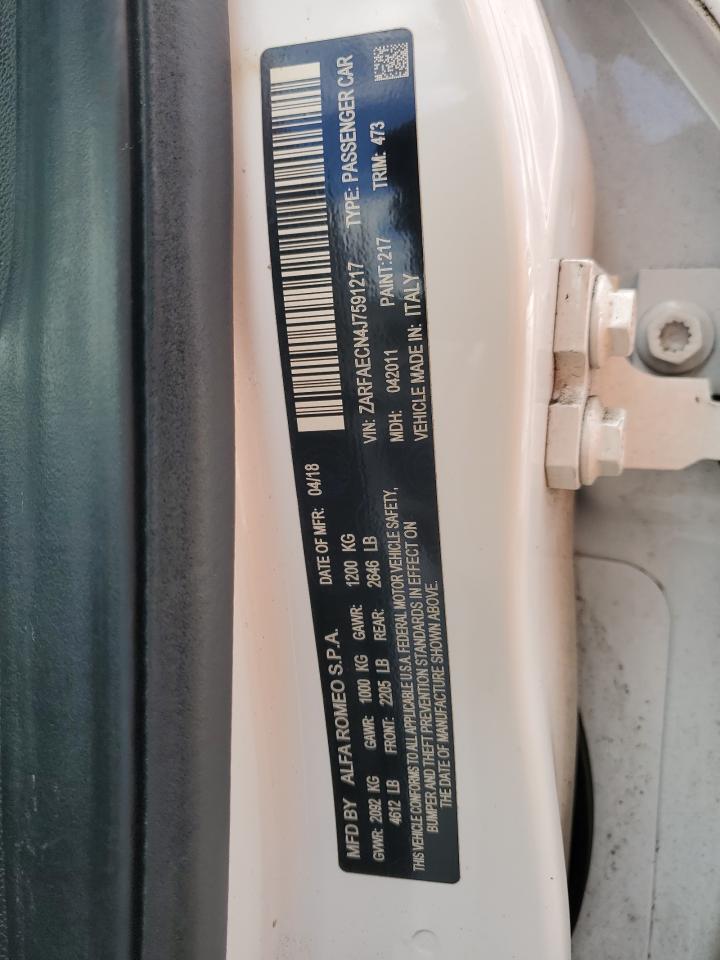 MFD BY ALFA ROMEO S.P.A. DATE OF MFR: 04/18
GVWR: 2092 KG GAWR: 1000 KG GAWR: 1200 KG
4612 LB FRONT: 2205 LB REAR: 2646 LB
THIS VEHICLE CONFORMS TO ALL APPLICABLE U.S.A. FEDERAL MOTOR VEHICLE SAFETY,
BUMPER AND THEFT PREVENTION STANDARDS IN EFFECT ON
THE DATE OF MANUFACTURE SHOWN ABOVE.
VIN: ZARFAECN4J7591217 TYPE: PASSENGER CAR
MDH: 042011 PAINT:217 TRIM: 473
VEHICLE MADE IN: ITALY